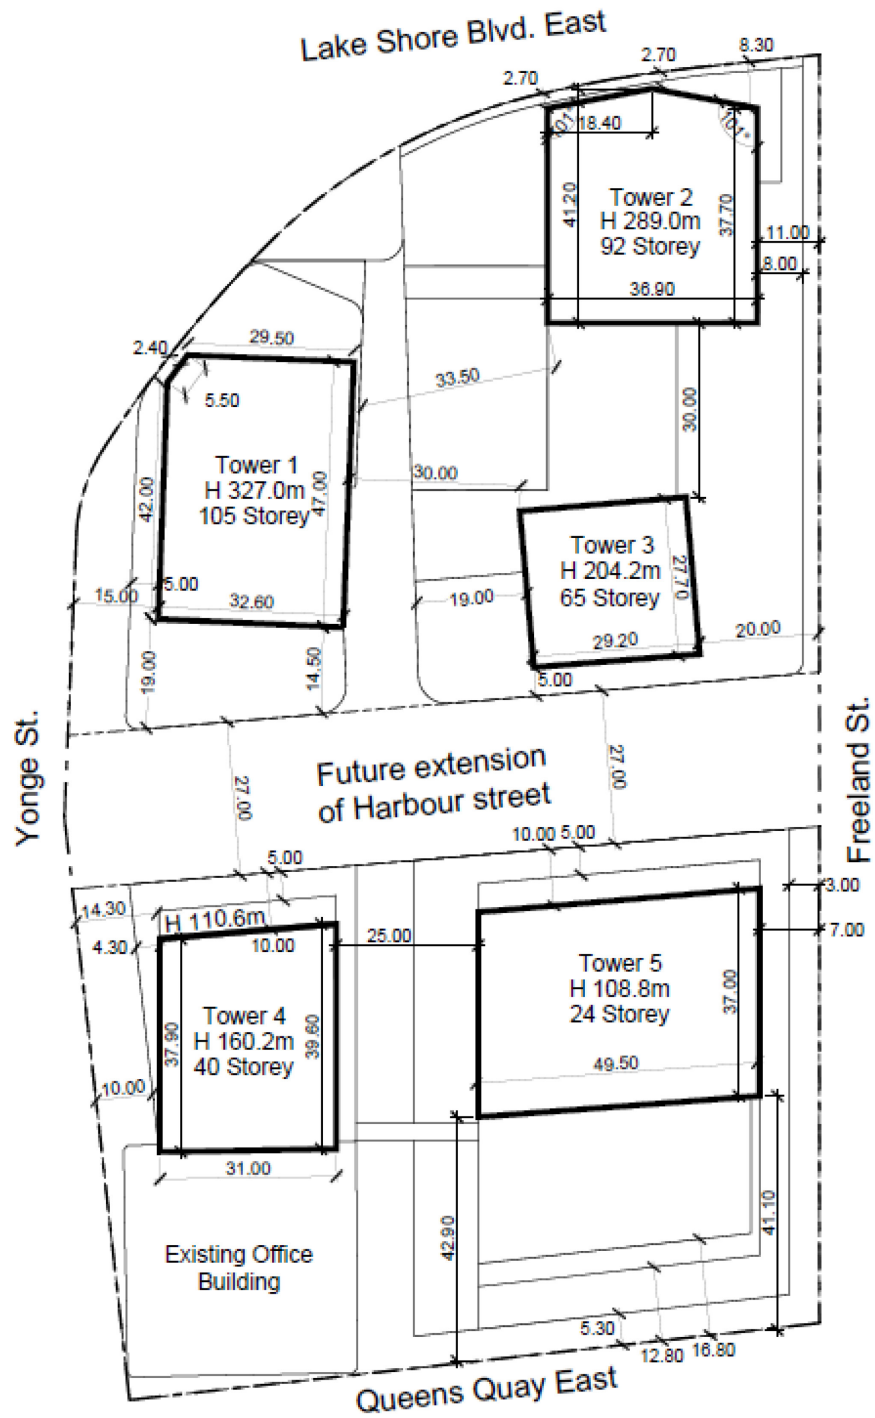 Lake Shore Blvd. East
2.70
2.70
8.30
101°
18.40
101°
41.20
Tower 2
H 289.0m
92 Storey
37.70
11.00
8.00
36.90
2.40
29.50
5.50
33.50
30.00
Tower 1
H 327.0m
105 Storey
42.00
47.00
30.00
Tower 3
H 204.2m
65 Storey
27.70
15.00
5.00
32.60
19.00
29.20
20.00
19.00
14.50
5.00
Yonge St.
Future extension
of Harbour street
27.00
27.00
Freeland St.
5.00
10.00
5.00
3.00
14.30
H 110.6m
4.30
10.00
25.00
7.00
Tower 4
H 160.2m
40 Storey
37.90
39.60
Tower 5
H 108.8m
24 Storey
37.00
49.50
10.00
31.00
42.90
41.10
Existing Office
Building
5.30
12.80
16.80
Queens Quay East